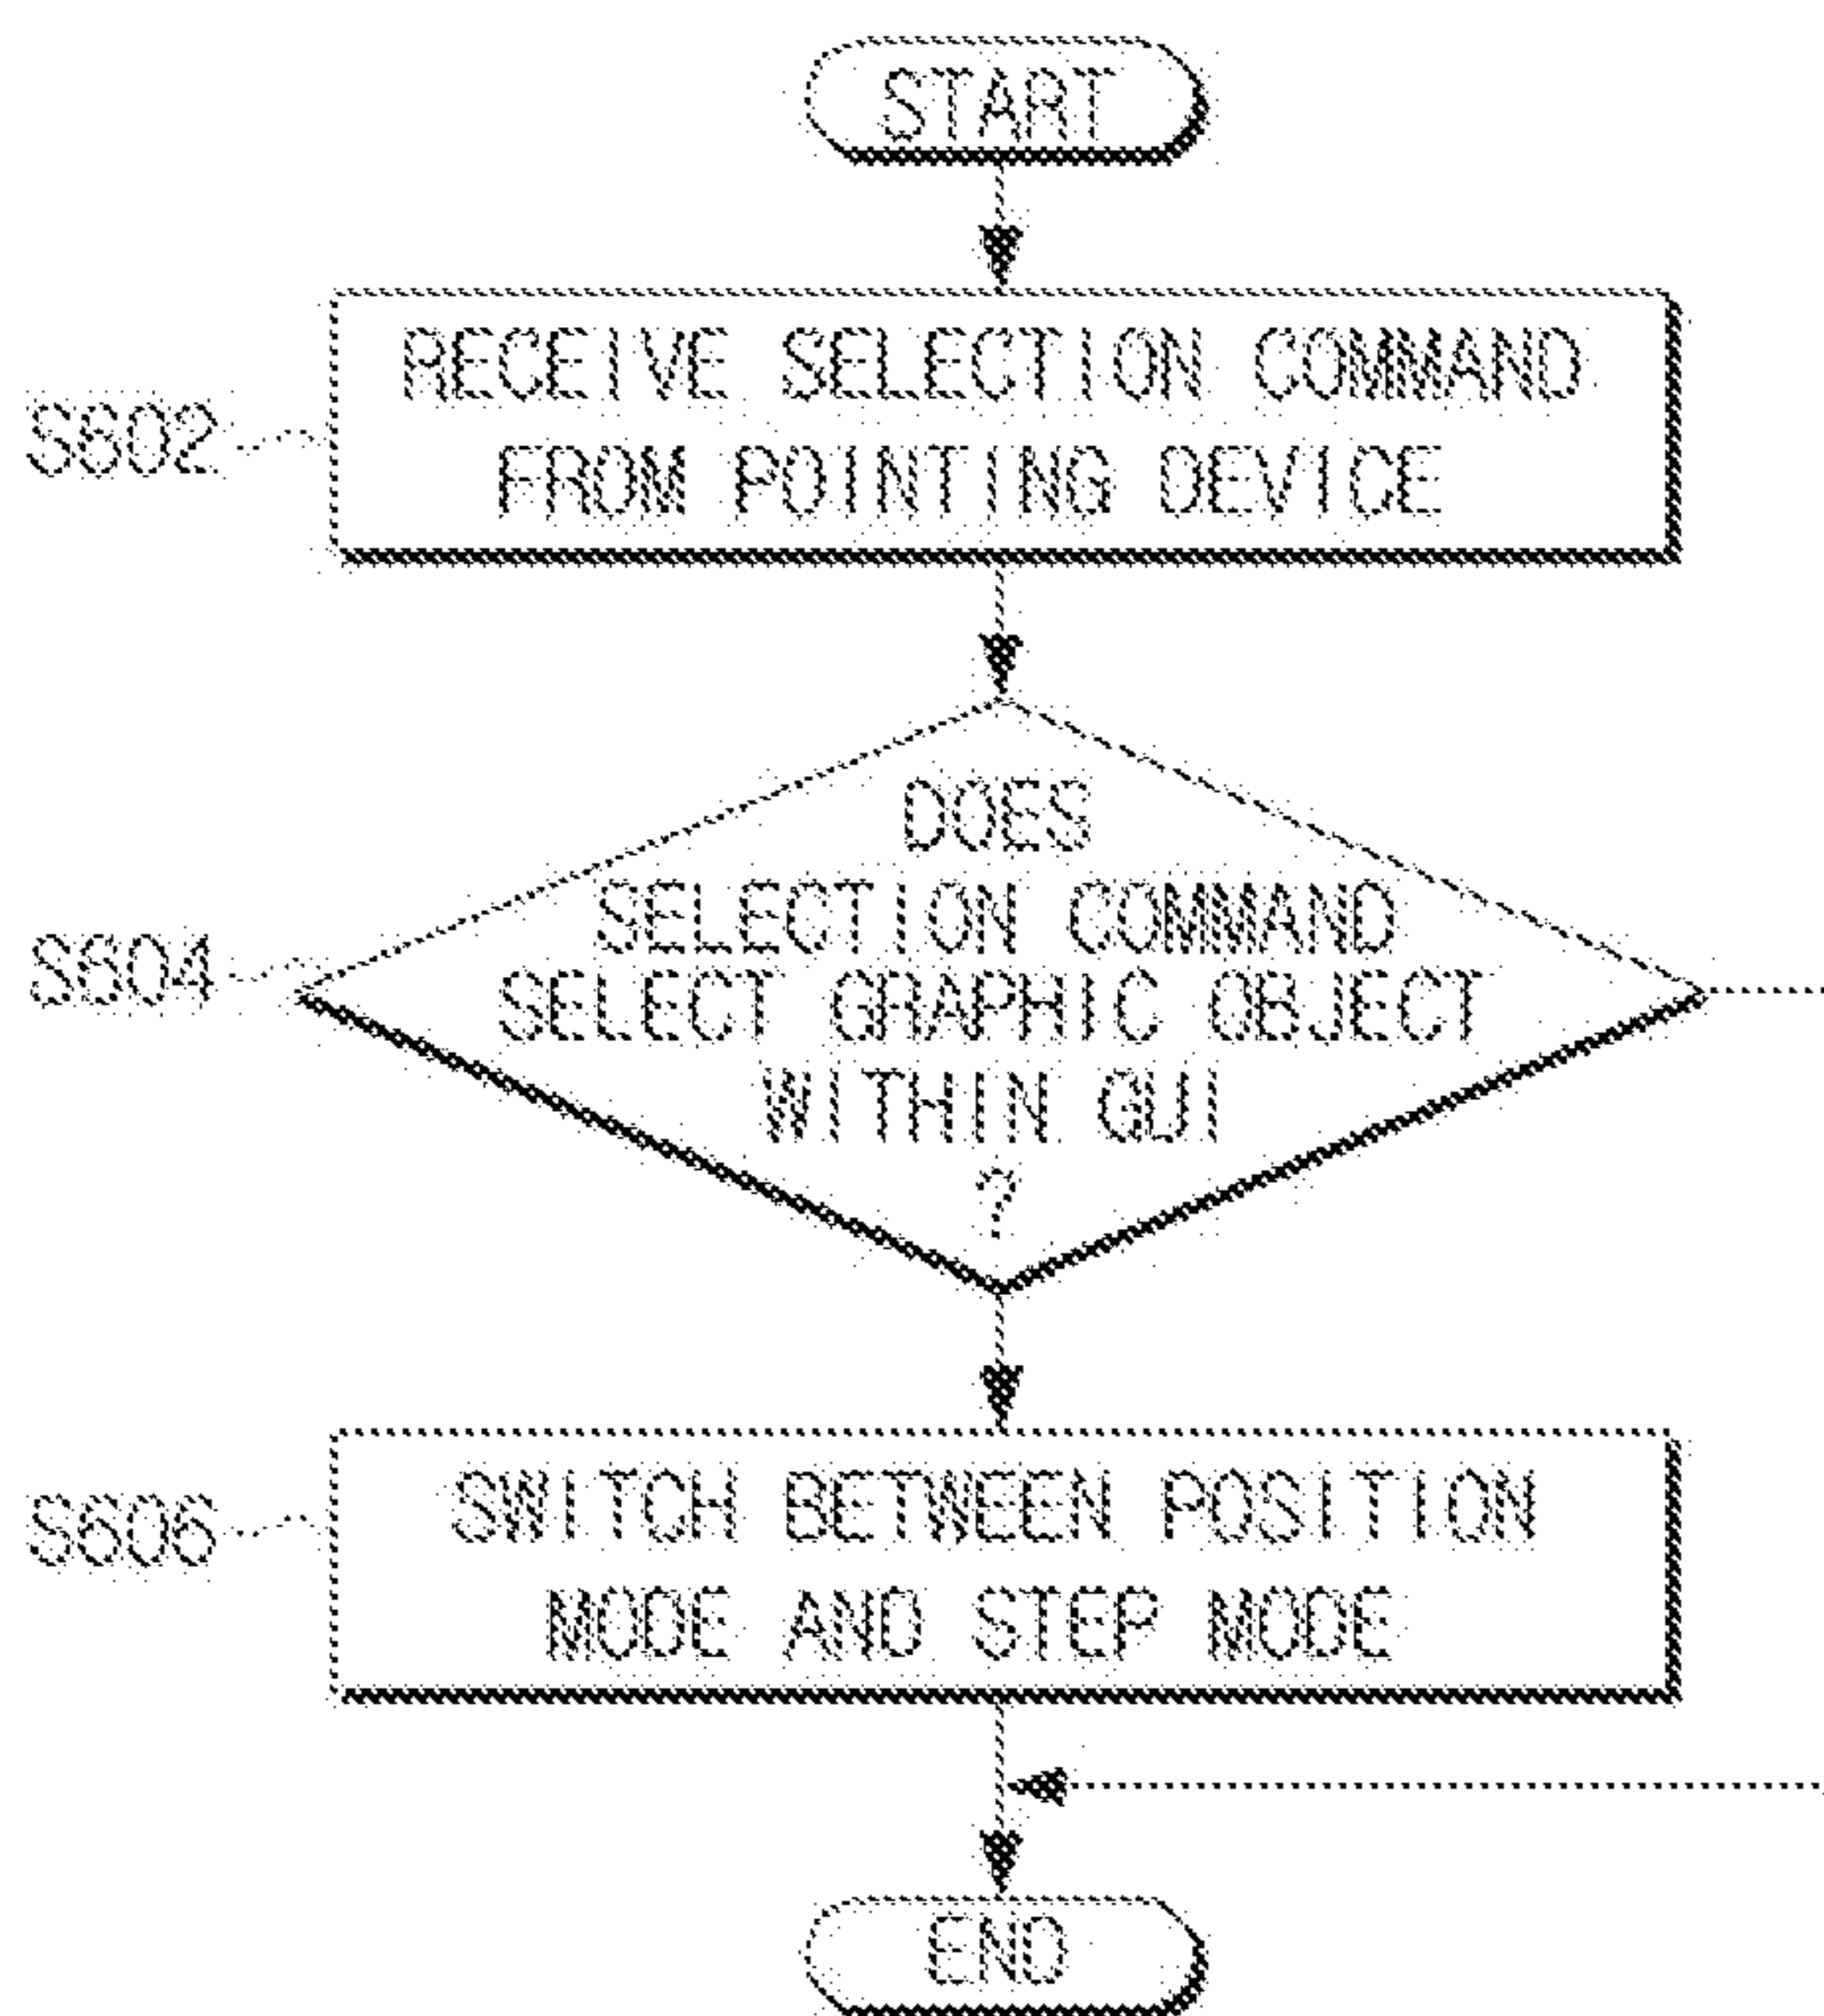 START
RECEIVE SELECTION COMMAND
FROM POINTING DEVICE
S602
DOES
SELECTION COMMAND
SELECT GRAPHIC OBJECT
WITHIN GUI
?
S604
SWITCH BETWEEN POSITION
MODE AND STEP MODE
S606
END